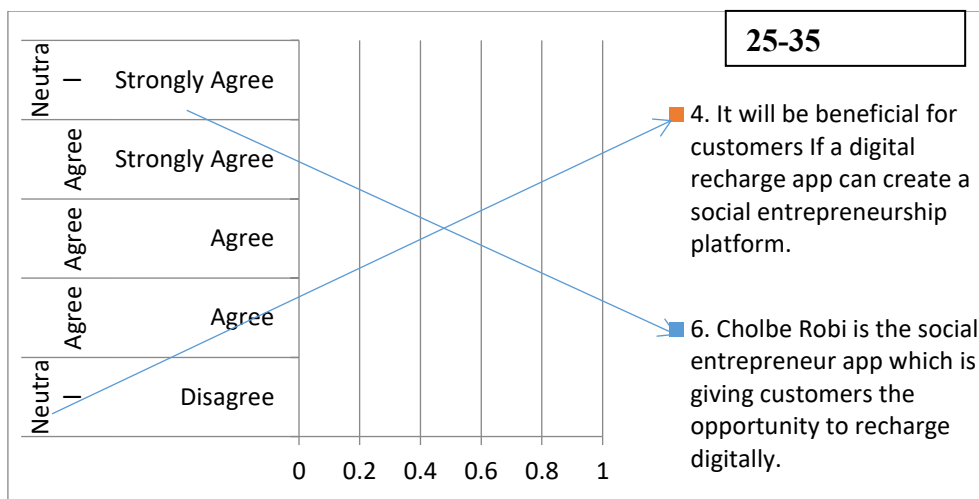 25-35
Neutral
Strongly Agree
Agree
Strongly Agree
Agree
Agree
Agree
Agree
Neutral
Disagree
0 0.2 0.4 0.6 0.8 1
4. It will be beneficial for
customers If a digital
recharge app can create a
social entrepreneurship
platform.
6. Cholbe Robi is the social
entrepreneur app which is
giving customers the
opportunity to recharge
digitally.